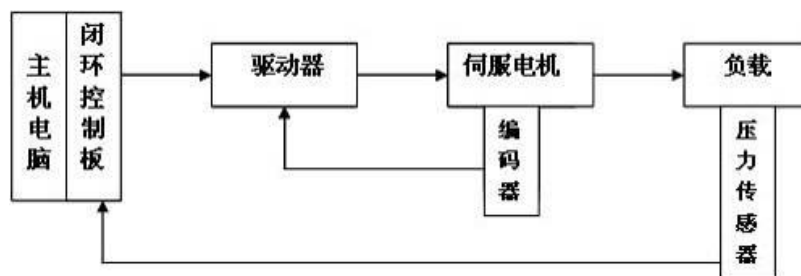 主机电脑
闭环控制板
驱动器
伺服电机
负载
编码器
压力传感器